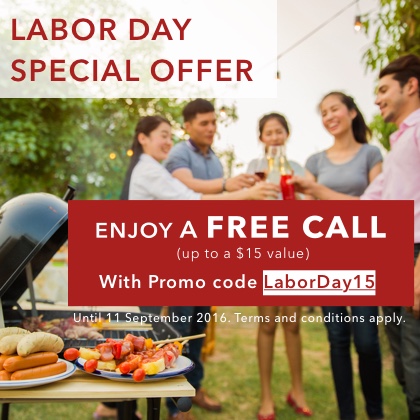 LABOR DAY
SPECIAL OFFER
ENJOY A FREE CALL
(up to a $15 value)
With Promo code LaborDay15
Until 11 September 2016. Terms and conditions apply.